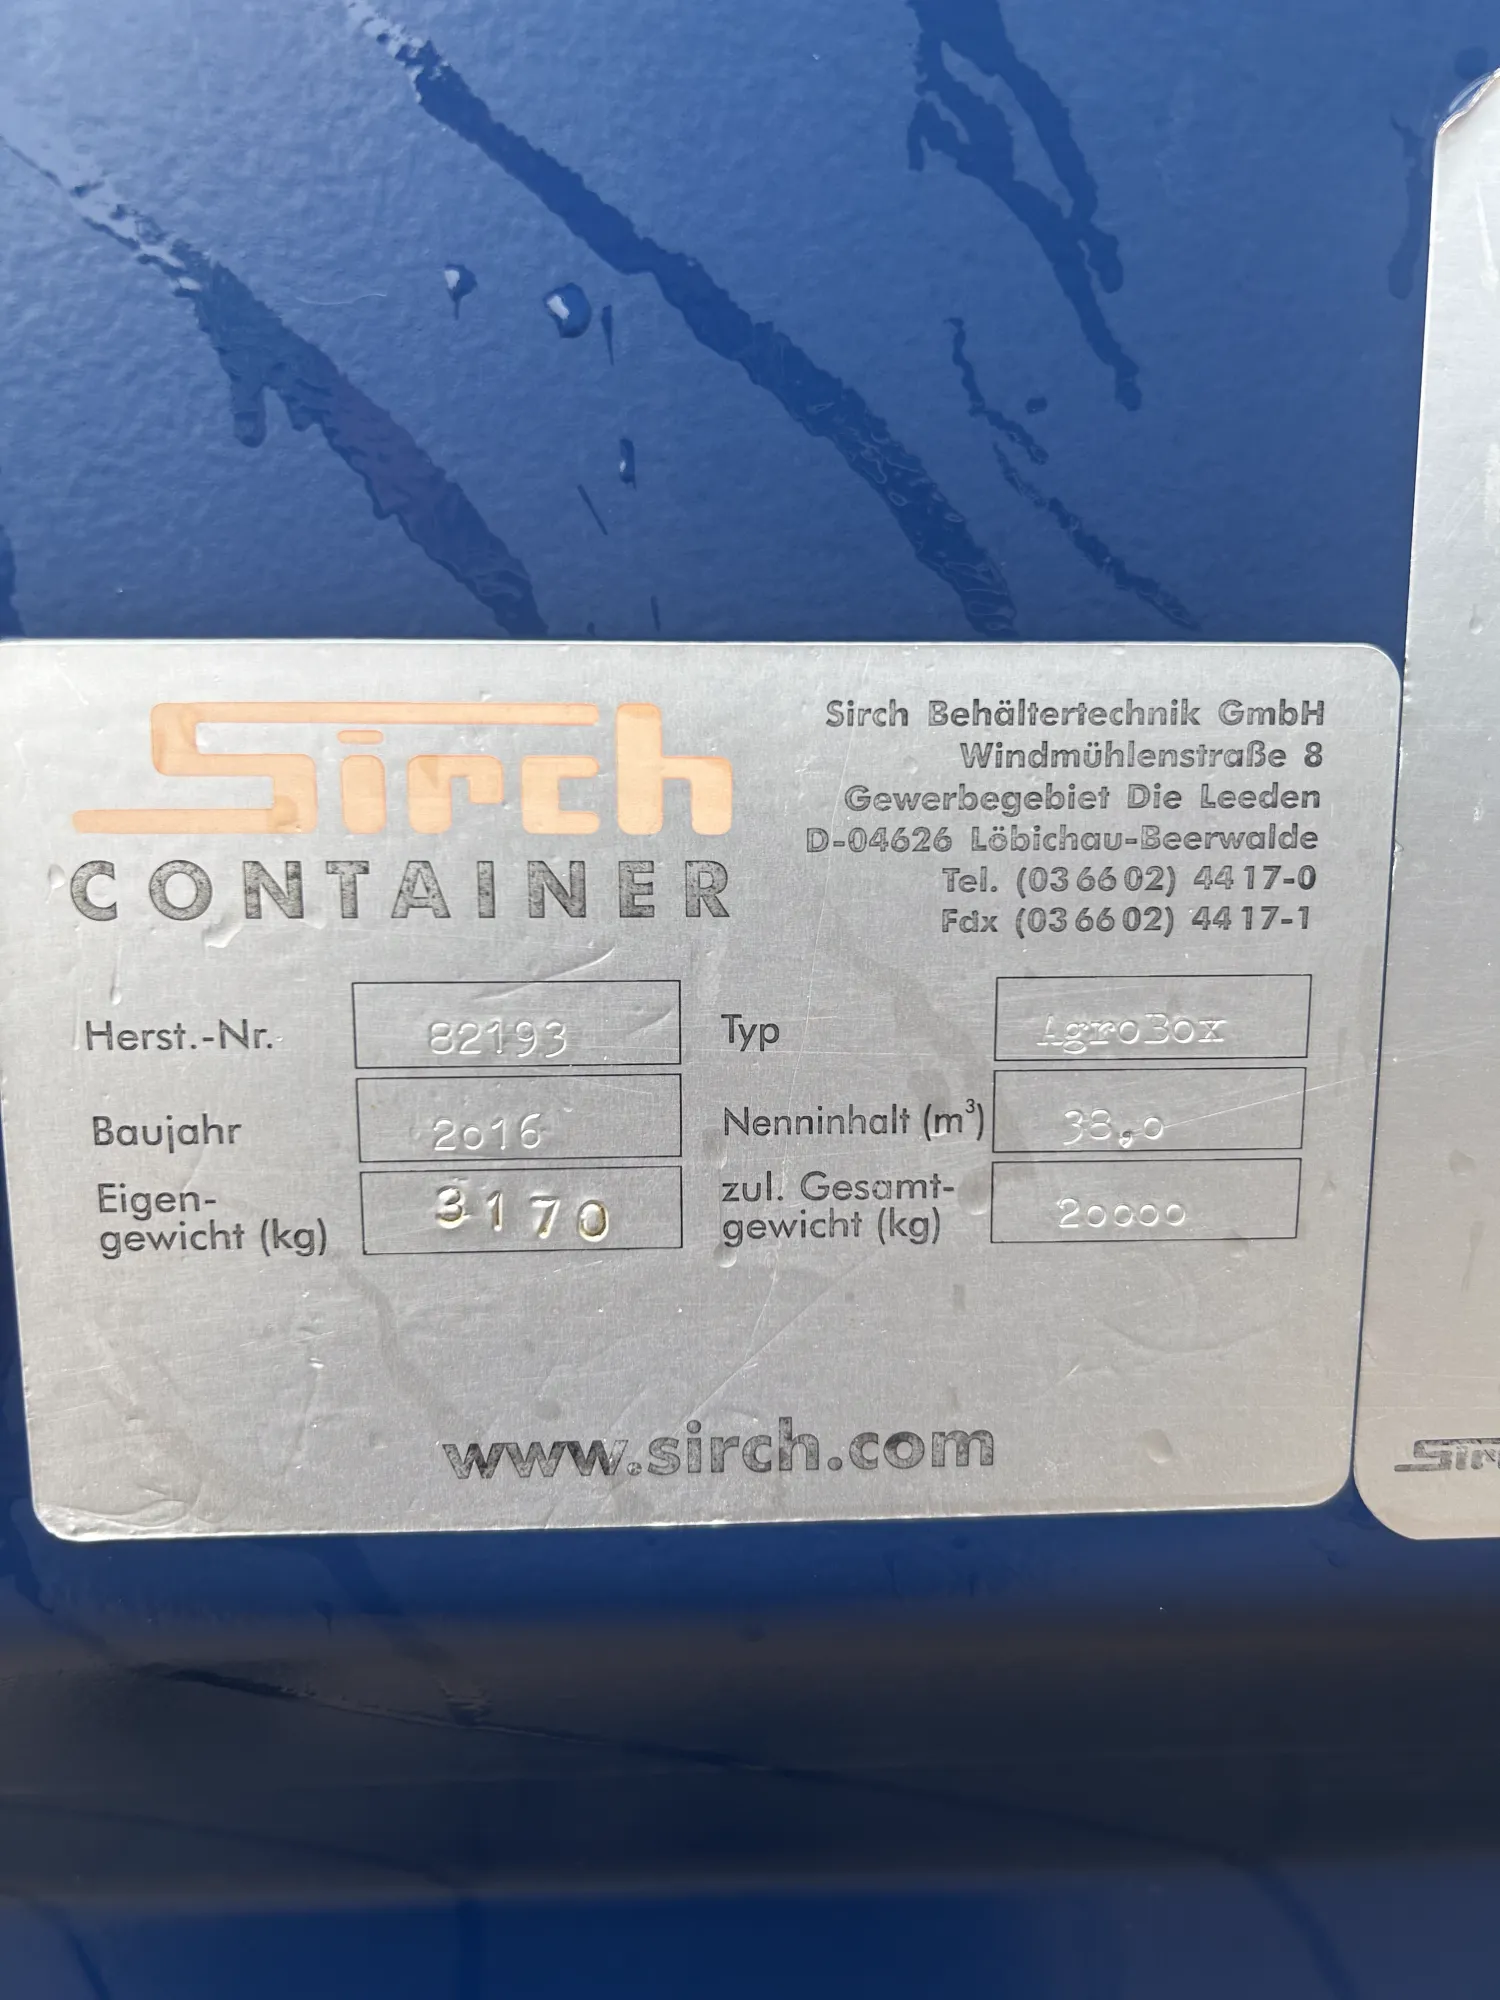 Sirch
CONTAINER
Sirch Behältertechnik GmbH
Windmühlenstraße 8
Gewerbegebiet Die Leeden
D-04626 Löbichau-Beerwalde
Tel. (03 66 02) 44 17-0
Fax (03 66 02) 44 17-1
Herst.-Nr. 82193 Typ AgroBox
Baujahr 2016 Nenninhalt (m³) 38,0
Eigen-
gewicht (kg) 3170
zul. Gesamt-
gewicht (kg) 20000
www.sirch.com